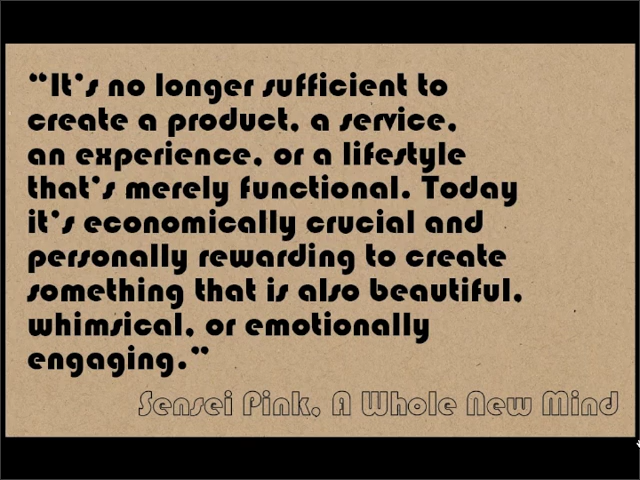 “It's no longer sufficient to
create a product, a service,
an experience, or a lifestyle
that's merely functional. Today
it's economically crucial and
personally rewarding to create
something that is also beautiful,
whimsical, or emotionally
engaging.”
Sensei Pink, A Whole New Mind